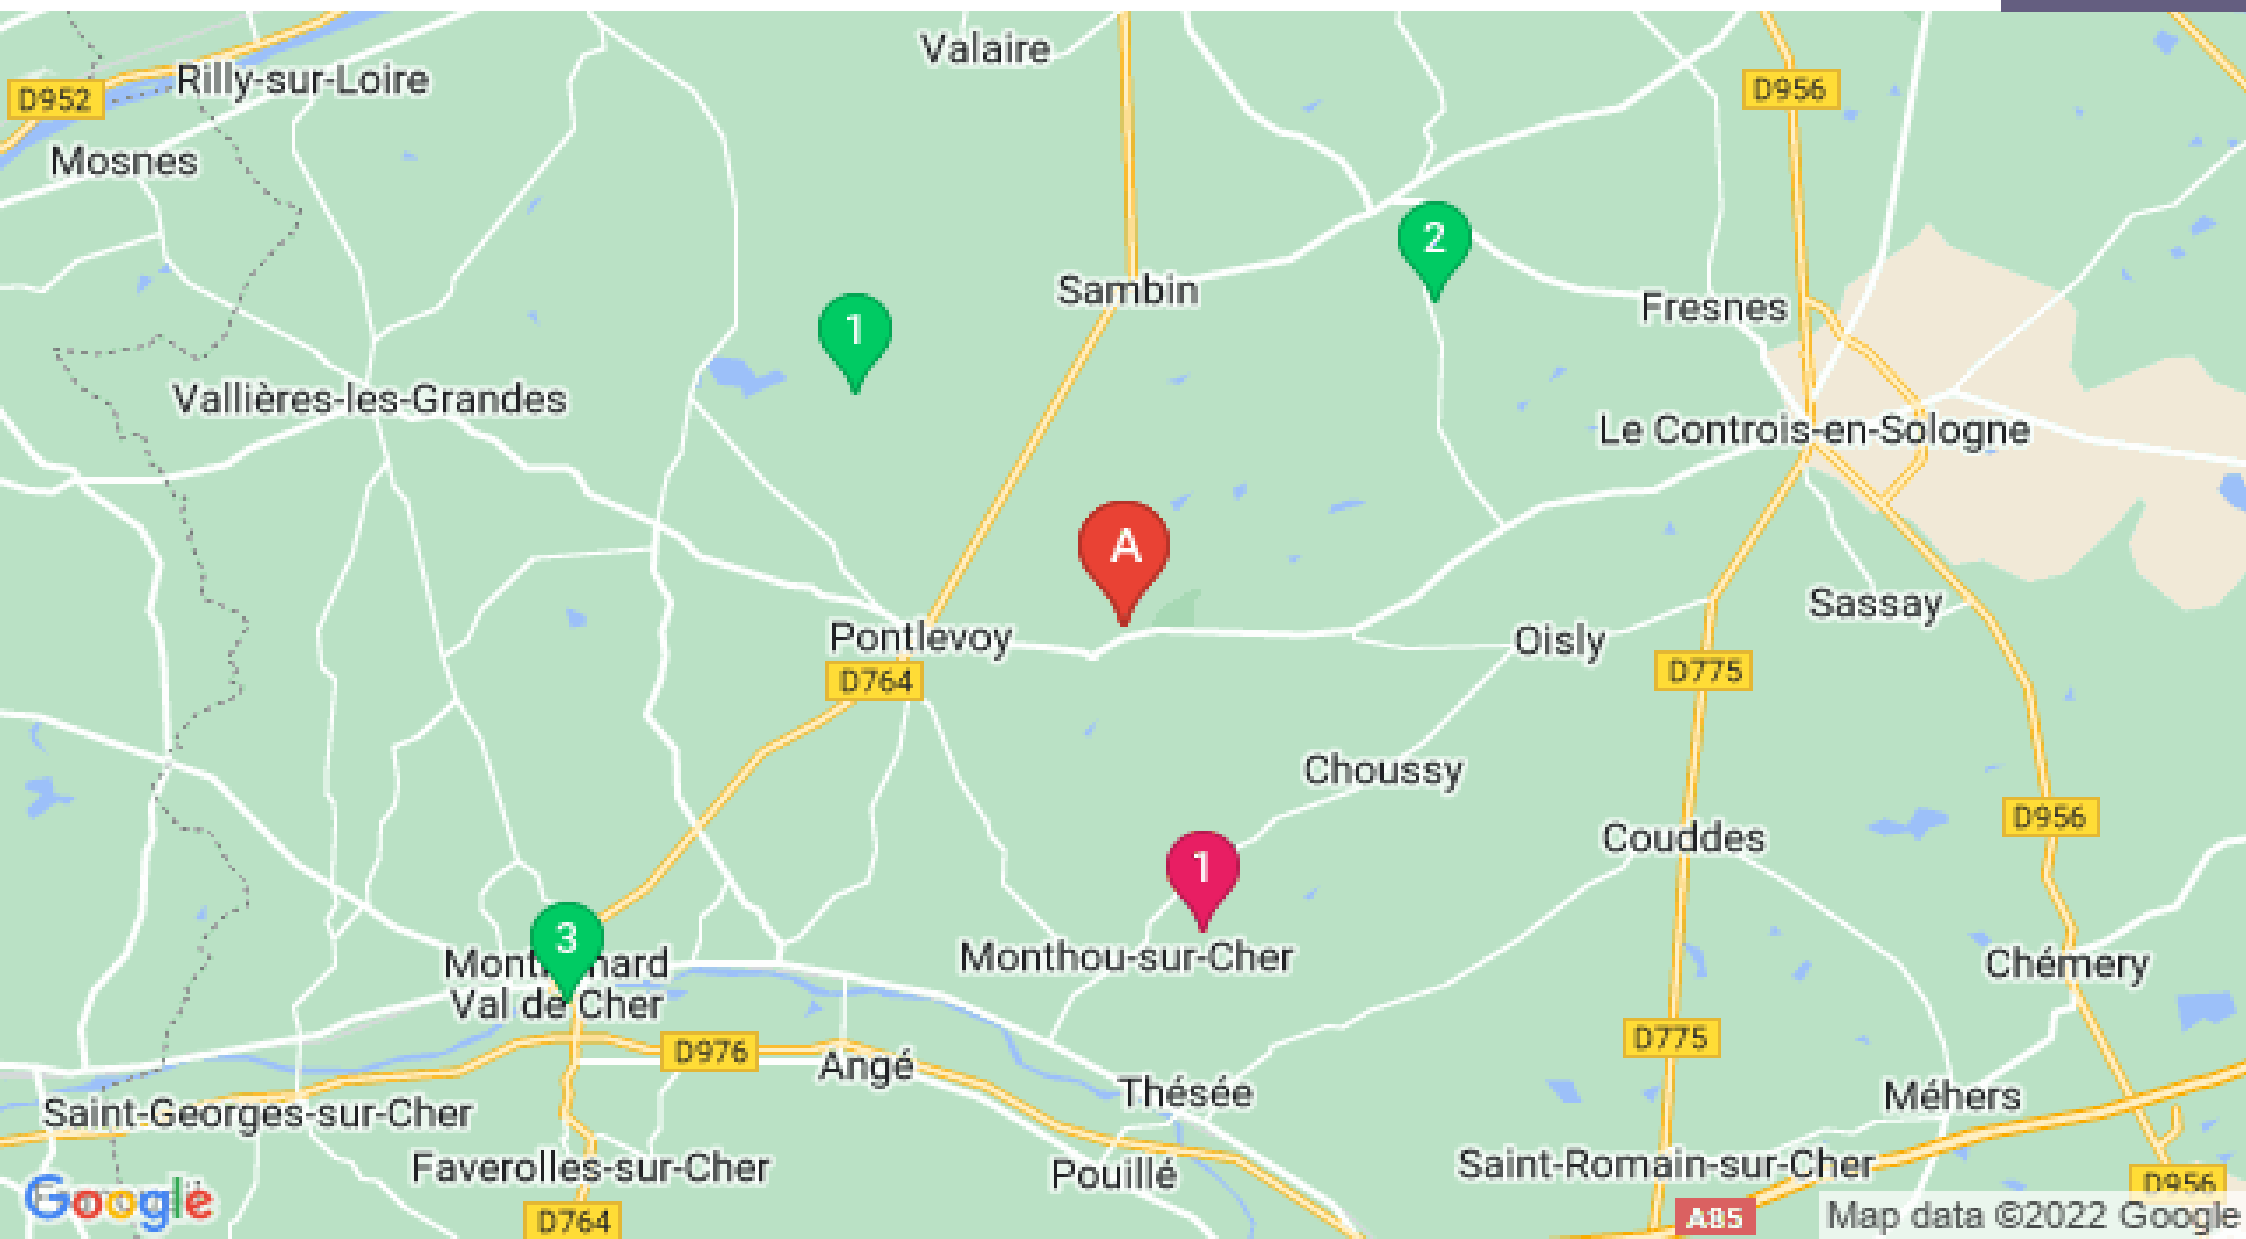 Valaire
Rilly-sur-Loire
D952
D956
Mosnes
2
Sambin
Fresnes
1
Vallières-les-Grandes
Le Controis-en-Sologne
A
Sassay
Pontlevoy
Oisly
D775
D764
Choussy
D956
Couddes
1
3
Monthou-sur-Cher
Chémery
Val de Cher
D775
D976
Angé
Thésée
Méhers
Saint-Georges-sur-Cher
Faverolles-sur-Cher
Saint-Romain-sur-Cher
Pouillé
D956
Google
D764
A85
Map data ©2022 Google